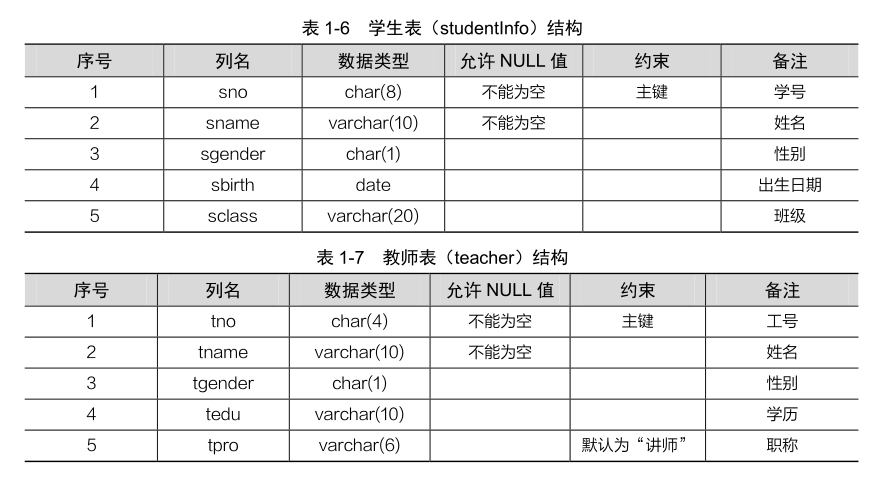 表 1-6 学生表（studentInfo）结构
序号 列名 数据类型 允许 NULL 值 约束 备注
1 sno char(8) 不能为空 主键 学号
2 sname varchar(10) 不能为空 姓名
3 sgender char(1) 性别
4 sbirth date 出生日期
5 sclass varchar(20) 班级
表 1-7 教师表（teacher）结构
序号 列名 数据类型 允许 NULL 值 约束 备注
1 tno char(4) 不能为空 主键 工号
2 tname varchar(10) 不能为空 姓名
3 tgender char(1) 性别
4 tedu varchar(10) 学历
5 tpro varchar(6) 默认为“讲师” 职称